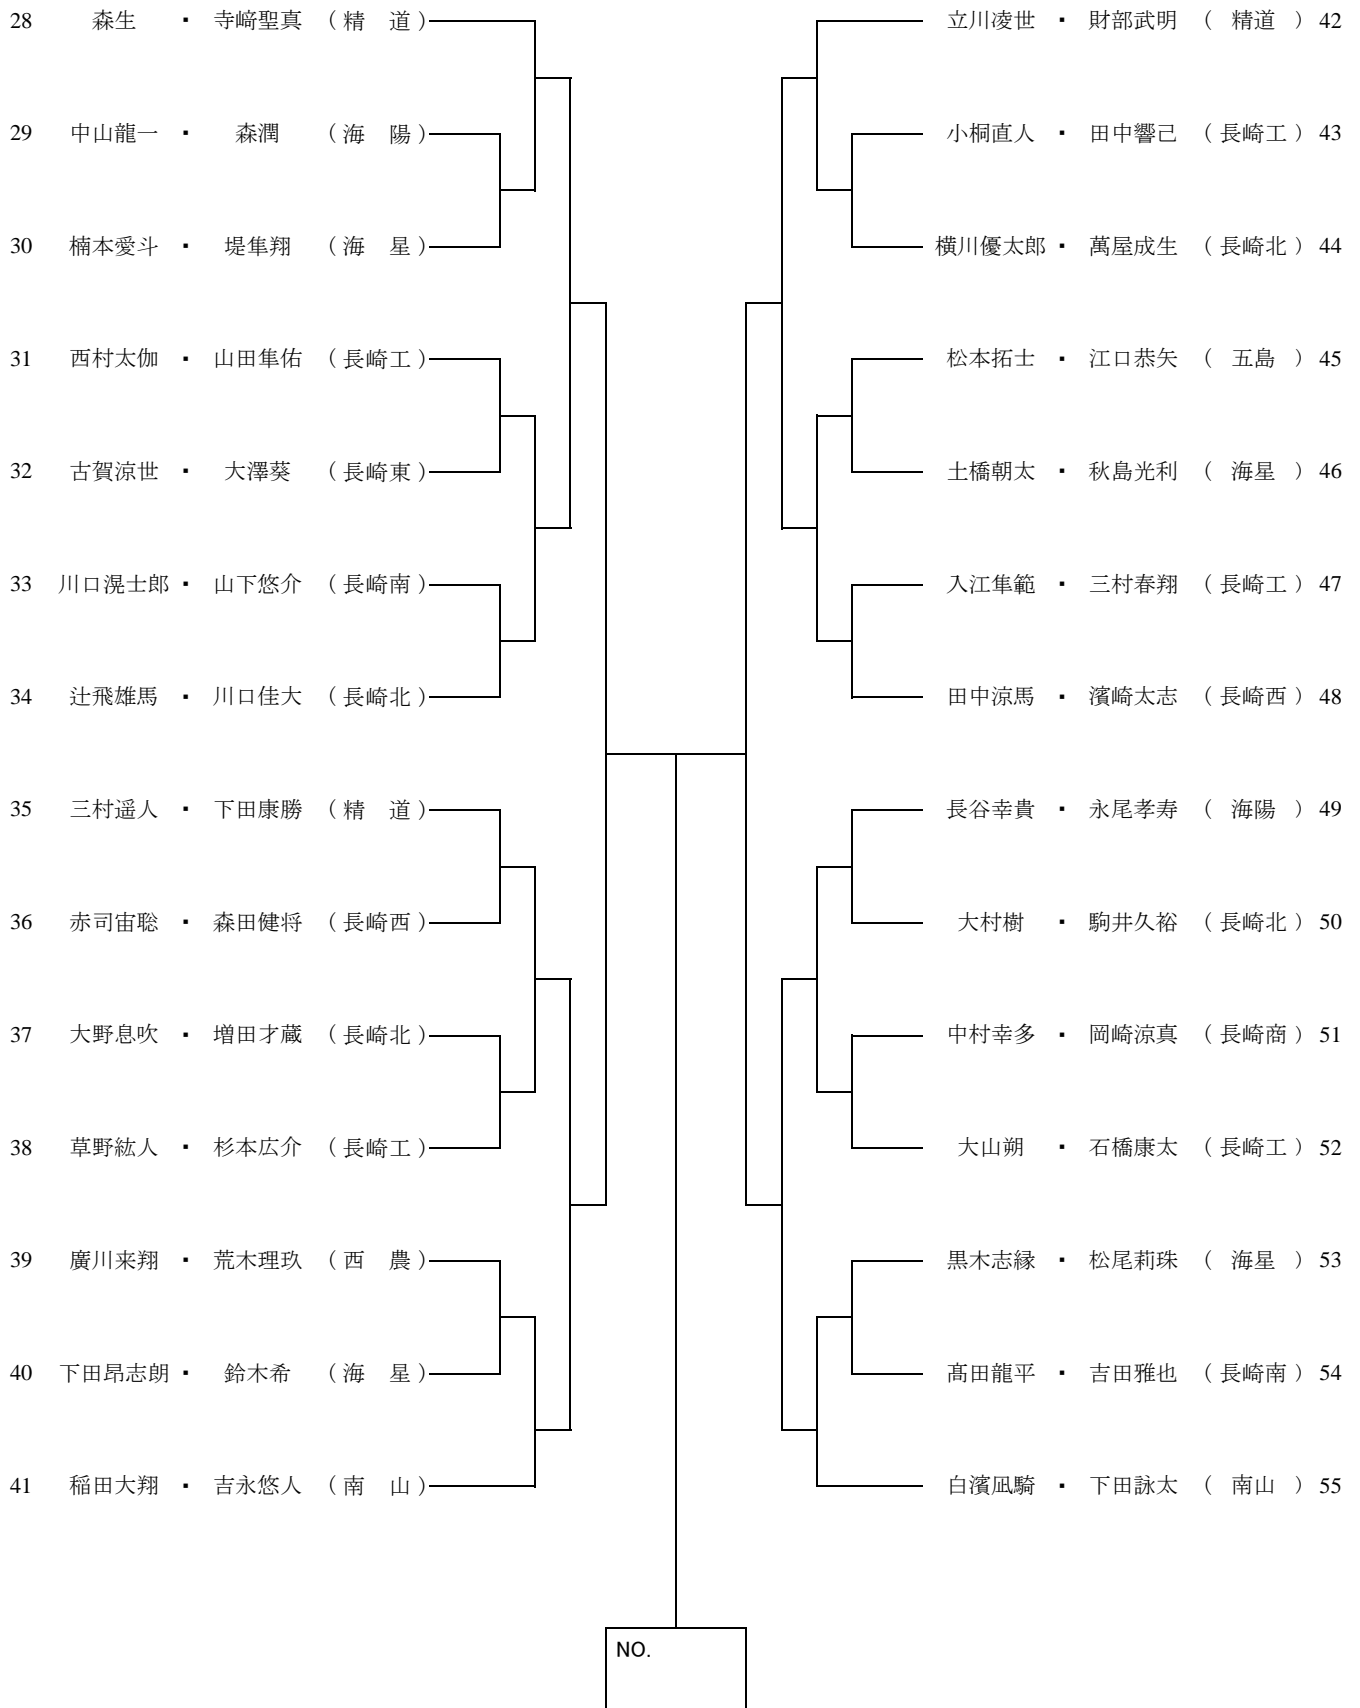 28 森生 ・ 寺﨑聖真 （ 精 道 ）
29 中山龍一 ・ 森潤 （ 海 陽 ）
30 楠本愛斗 ・ 堤隼翔 （ 海 星 ）
31 西村太伽 ・ 山田隼佑 （ 長崎工 ）
32 古賀涼世 ・ 大澤葵 （ 長崎東 ）
33 川口滉士郎 ・ 山下悠介 （ 長崎南 ）
34 辻飛雄馬 ・ 川口佳大 （ 長崎北 ）
35 三村遥人 ・ 下田康勝 （ 精 道 ）
36 赤司宙聡 ・ 森田健将 （ 長崎西 ）
37 大野息吹 ・ 増田才蔵 （ 長崎北 ）
38 草野紘人 ・ 杉本広介 （ 長崎工 ）
39 廣川来翔 ・ 荒木理玖 （ 西 農 ）
40 下田昂志朗 ・ 鈴木希 （ 海 星 ）
41 稲田大翔 ・ 吉永悠人 （ 南 山 ）
立川凌世 ・ 財部武明 （ 精道 ） 42
小桐直人 ・ 田中響己 （ 長崎工 ） 43
横川優太郎 ・ 萬屋成生 （ 長崎北 ） 44
松本拓士 ・ 江口恭矢 （ 五島 ） 45
土橋朝太 ・ 秋島光利 （ 海星 ） 46
入江隼範 ・ 三村春翔 （ 長崎工 ） 47
田中涼馬 ・ 濱崎太志 （ 長崎西 ） 48
長谷幸貴 ・ 永尾孝寿 （ 海陽 ） 49
大村樹 ・ 駒井久裕 （ 長崎北 ） 50
中村幸多 ・ 岡崎涼真 （ 長崎商 ） 51
大山朔 ・ 石橋康太 （ 長崎工 ） 52
黒木志縁 ・ 松尾莉珠 （ 海星 ） 53
髙田龍平 ・ 吉田雅也 （ 長崎南 ） 54
白濱凪騎 ・ 下田詠太 （ 南山 ） 55
NO.